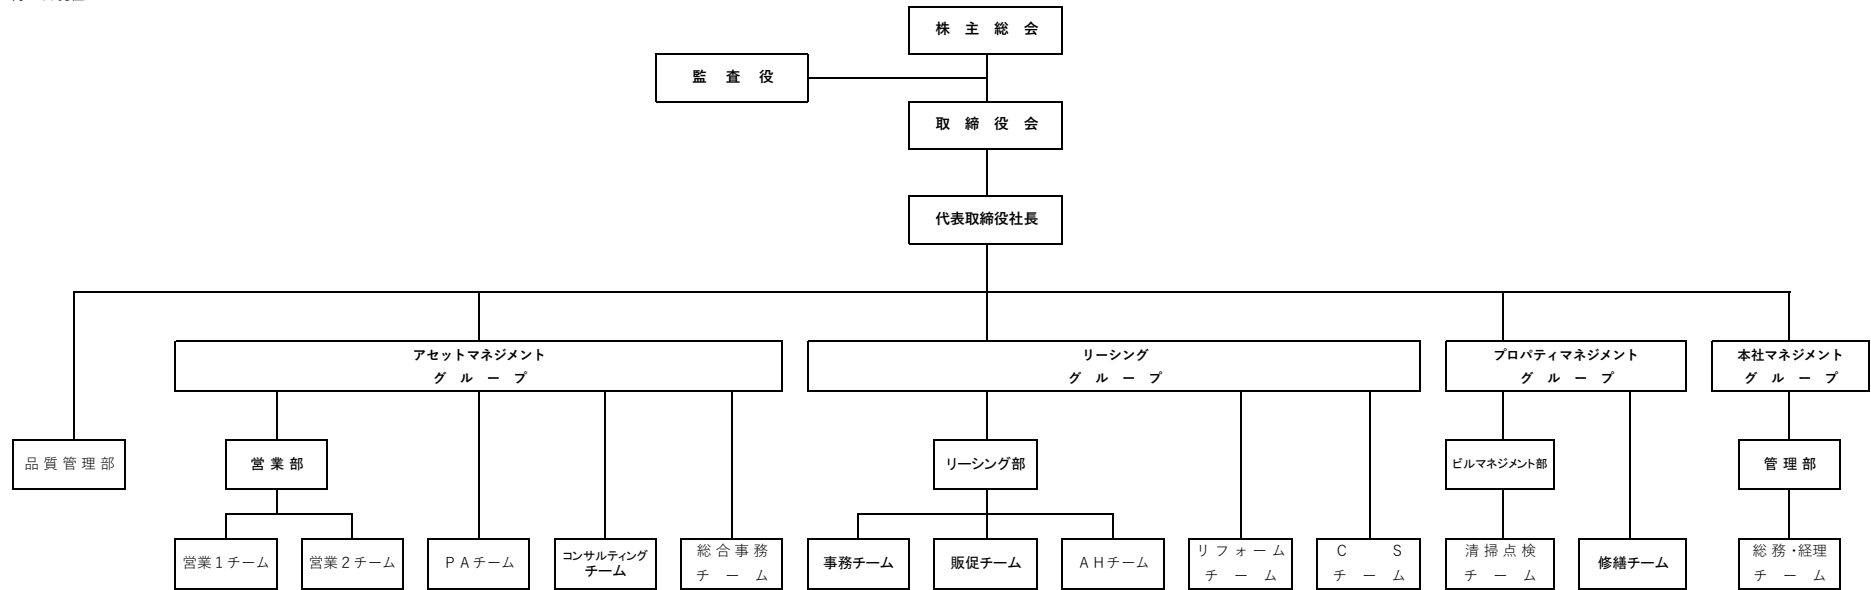 株主総会
監査役
取締役会
代表取締役社長
アセットマネジメント
グループ
リーシング
グループ
プロパティマネジメント
グループ
本社マネジメント
グループ
品質管理部
営業部
リーシング部
ビルマネジメント部
管理部
営業１チーム
営業２チーム
ＰＡチーム
コンサルティング
チーム
総合事務
チーム
事務チーム
販促チーム
ＡＨチーム
リフォーム
チーム
ＣＳ
チーム
清掃点検
チーム
修繕チーム
総務・経理
チーム